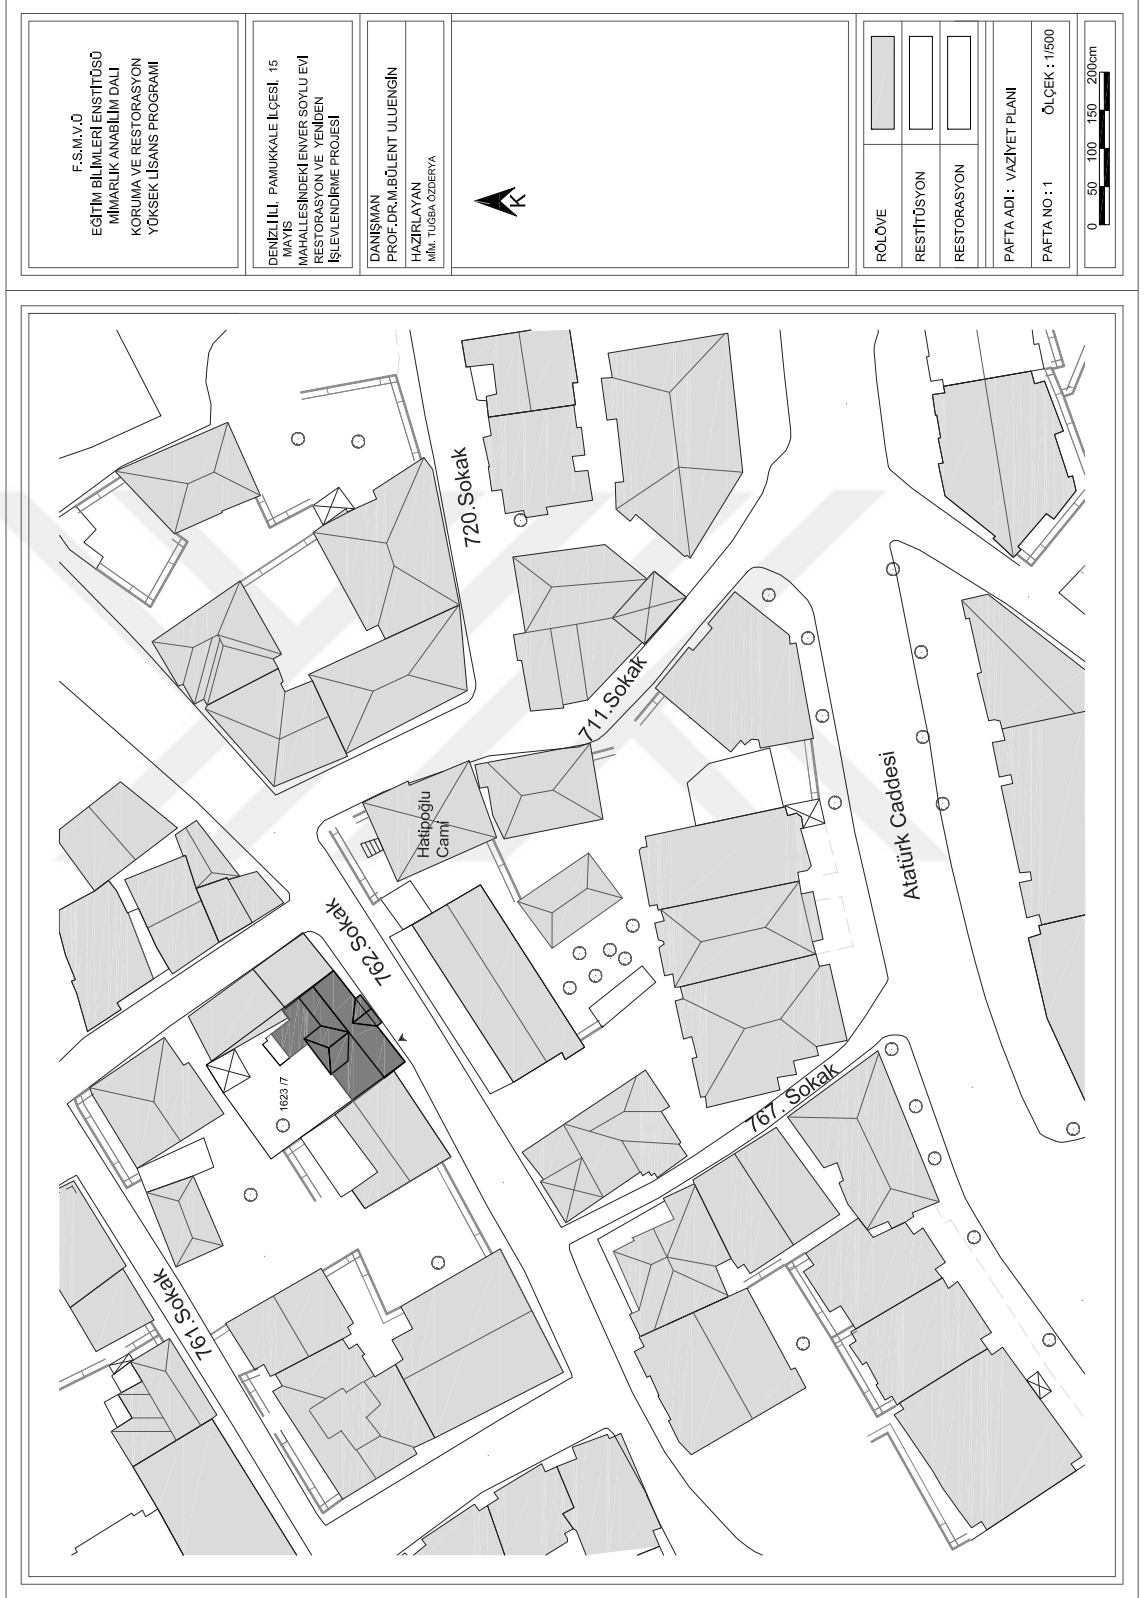 F.S.M.V.Ü
EĞİTİM BİLİMLERİ ENSTİTÜSÜ
MİMARLIK ANABİLİM DALI
KORUMA VE RESTORASYON
YÜKSEK LİSANS PROGRAMI
DENİZLİ İLİ, PAMUKKALE İLÇESİ, 15
MAYIS
MAHALLESİNDEKİ ENVER SOYLU EVİ
RESTORASYON VE YENİDEN
İŞLEVLENDİRME PROJESİ
DANIŞMAN
PROF.DR.M.BÜLENT ULUENGİN
HAZIRLAYAN
MİM. TUĞBA ÖZDERYA
K
RÖLÖVE
RESTİTÜSYON
RESTORASYON
PAFTA ADI : VAZİYET PLANI
PAFTA NO : 1 ÖLÇEK : 1/500
0 50 100 150 200cm
720.Sokak
711.Sokak
Hatipoğlu
Cami
762.Sokak
Atatürk Caddesi
1623 /7
767. Sokak
761.Sokak